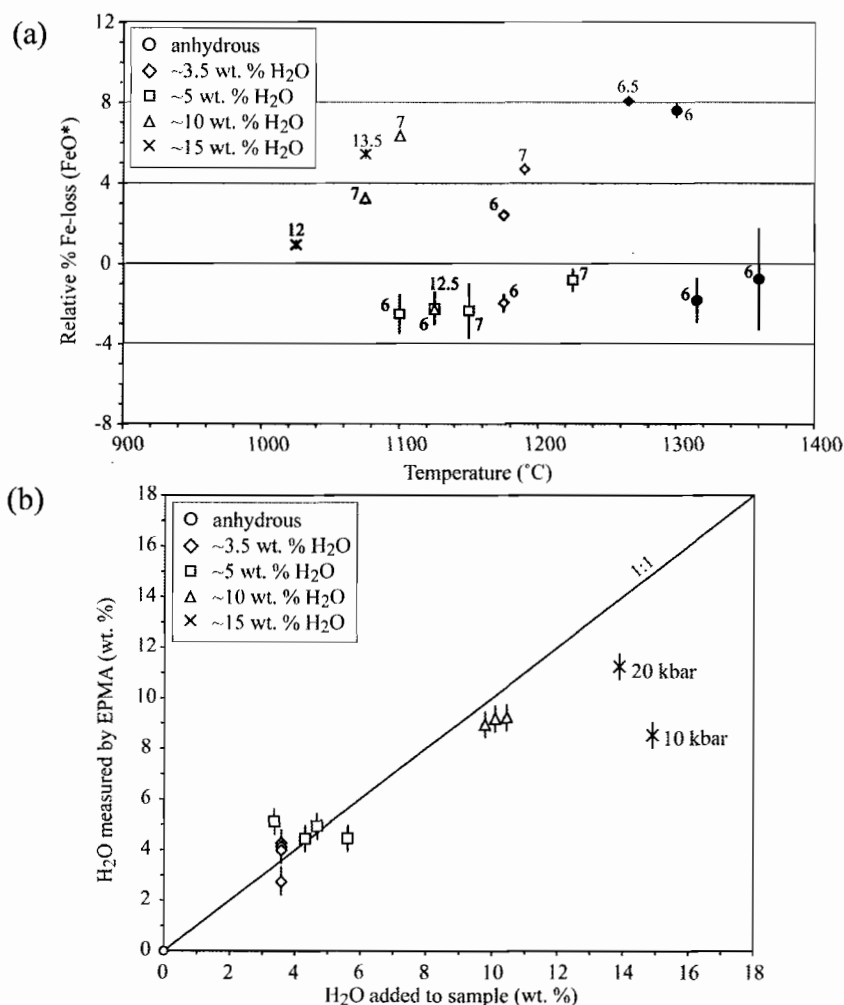 (a)
12
8
4
0
-4
-8
Relative % Fe-loss (FeO*)
anhydrous
~3.5 wt. % H₂O
~5 wt. % H₂O
~10 wt. % H₂O
~15 wt. % H₂O
6.5
6
7
13.5
7
7
6
12
7
6
12.5
6
6
7
6
6
900
1000
1100
1200
1300
1400
Temperature (˚C)
(b)
18
16
14
12
10
8
6
4
2
0
H₂O measured by EPMA (wt. %)
anhydrous
~3.5 wt. % H₂O
~5 wt. % H₂O
~10 wt. % H₂O
~15 wt. % H₂O
1:1
20 kbar
10 kbar
0
2
4
6
8
10
12
14
16
18
H₂O added to sample (wt. %)